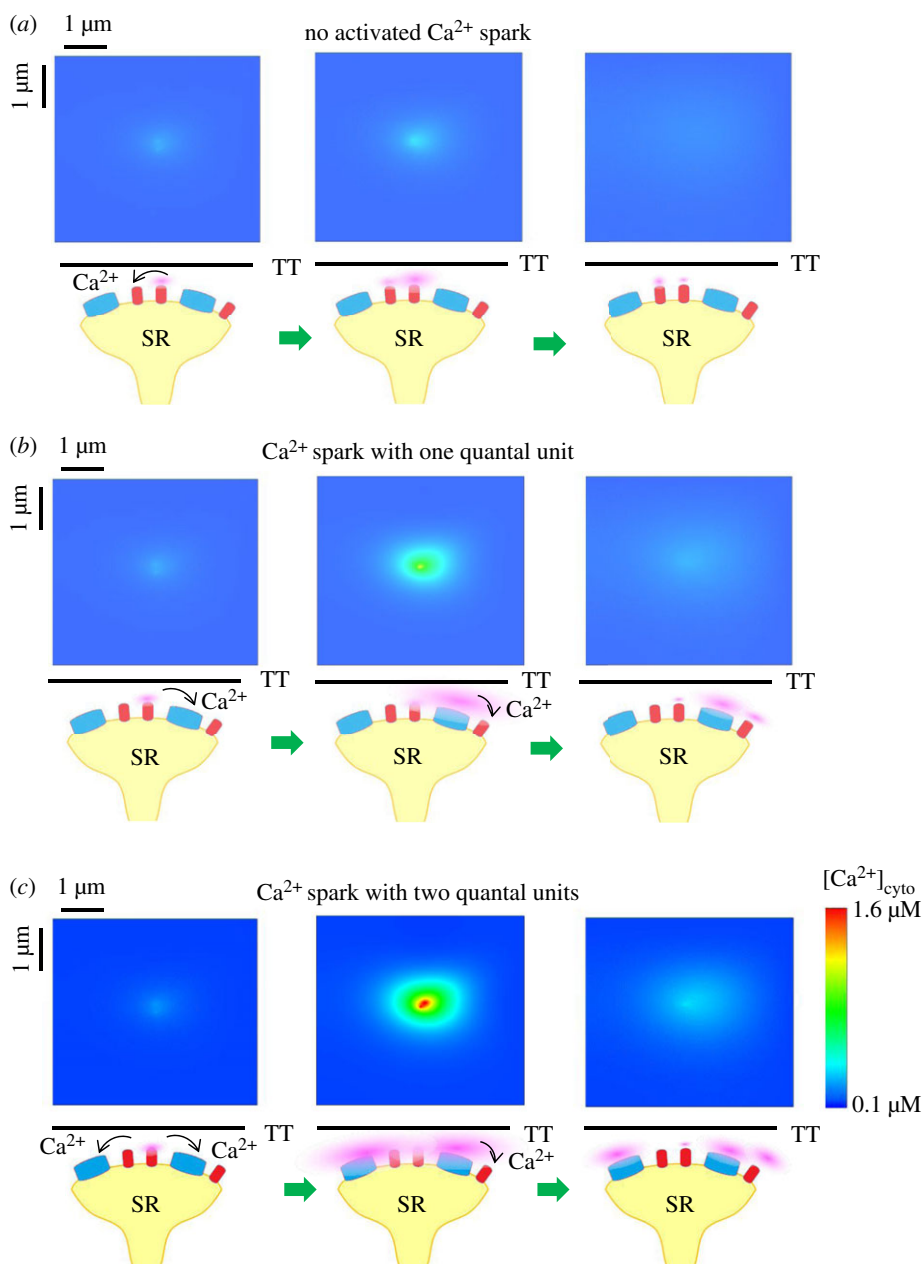 (a)
1 µm
no activated Ca²⁺ spark
1 µm
TT
TT
TT
Ca²⁺
SR
SR
SR
(b)
1 µm
Ca²⁺ spark with one quantal unit
1 µm
TT
TT
TT
Ca²⁺
Ca²⁺
SR
SR
SR
(c)
1 µm
Ca²⁺ spark with two quantal units
[Ca²⁺]cyto
1.6 µM
1 µm
0.1 µM
TT
TT
TT
Ca²⁺
Ca²⁺
Ca²⁺
SR
SR
SR